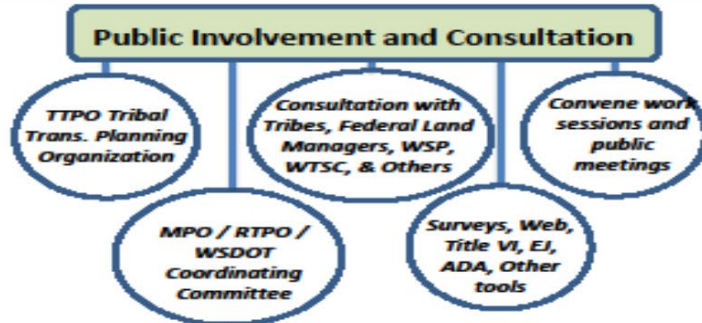 Public Involvement and Consultation
TTPO Tribal
Trans. Planning
Organization
Consultation with
Tribes, Federal Land
Managers, WSP,
WTSC, & Others
Convene work
sessions and
public
meetings
MPO / RTPO /
WSDOT
Coordinating
Committee
Surveys, Web,
Title VI, EJ,
ADA, Other
tools